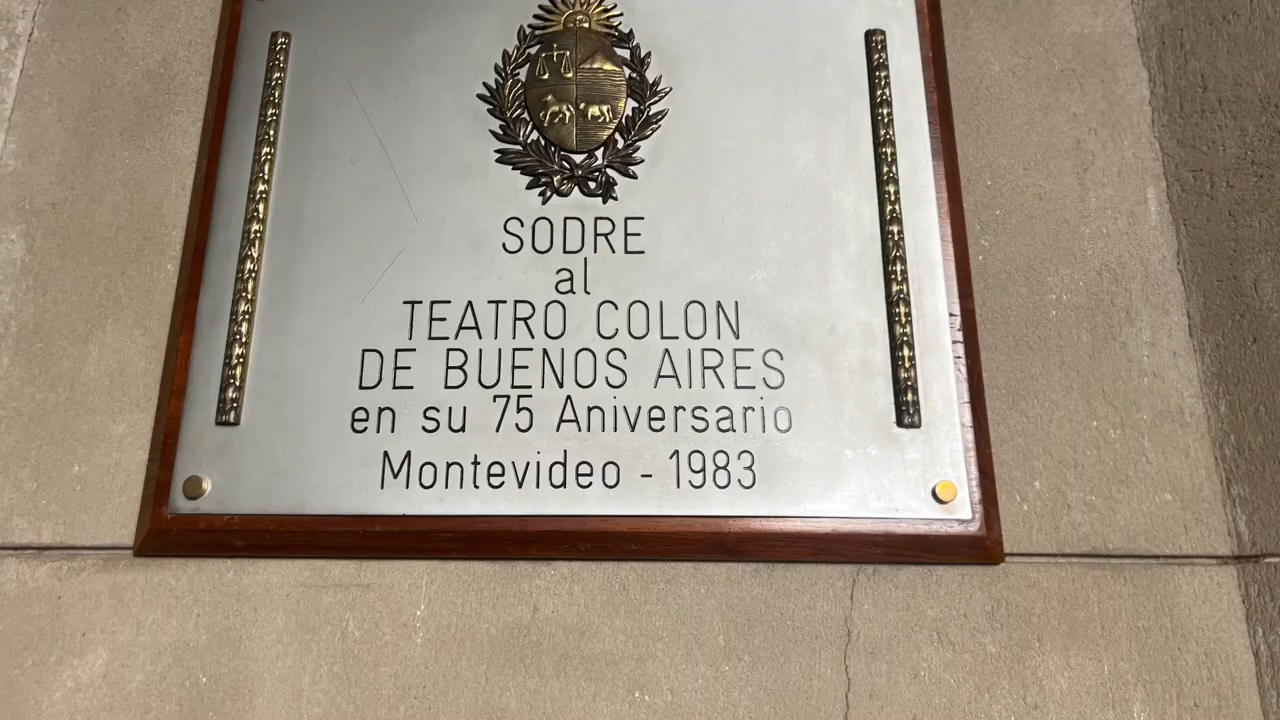 SODRE
al
TEATRO COLON
DE BUENOS AIRES
en su 75 Aniversario
Montevideo - 1983